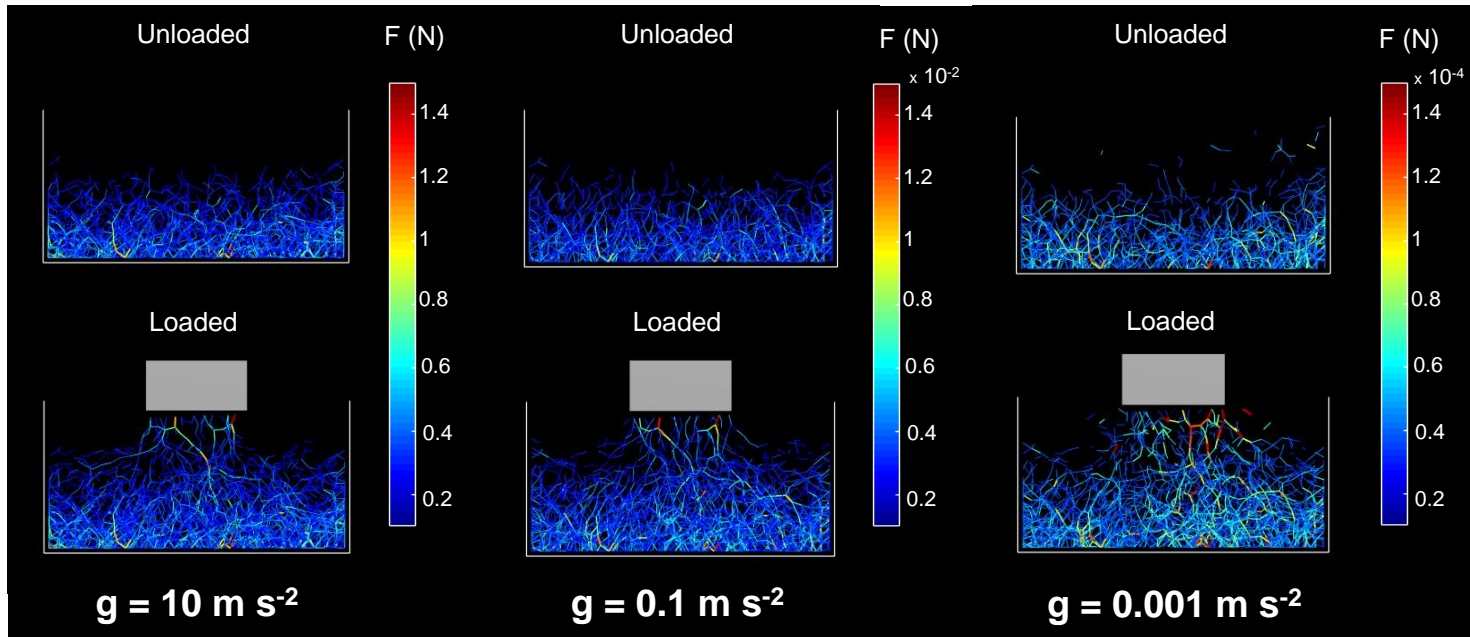 Unloaded
F (N)
1.4
1.2
1
0.8
0.6
0.4
0.2
Loaded
g = 10 m s⁻²
Unloaded
F (N)
x 10⁻²
1.4
1.2
1
0.8
0.6
0.4
0.2
Loaded
g = 0.1 m s⁻²
Unloaded
F (N)
x 10⁻⁴
1.4
1.2
1
0.8
0.6
0.4
0.2
Loaded
g = 0.001 m s⁻²